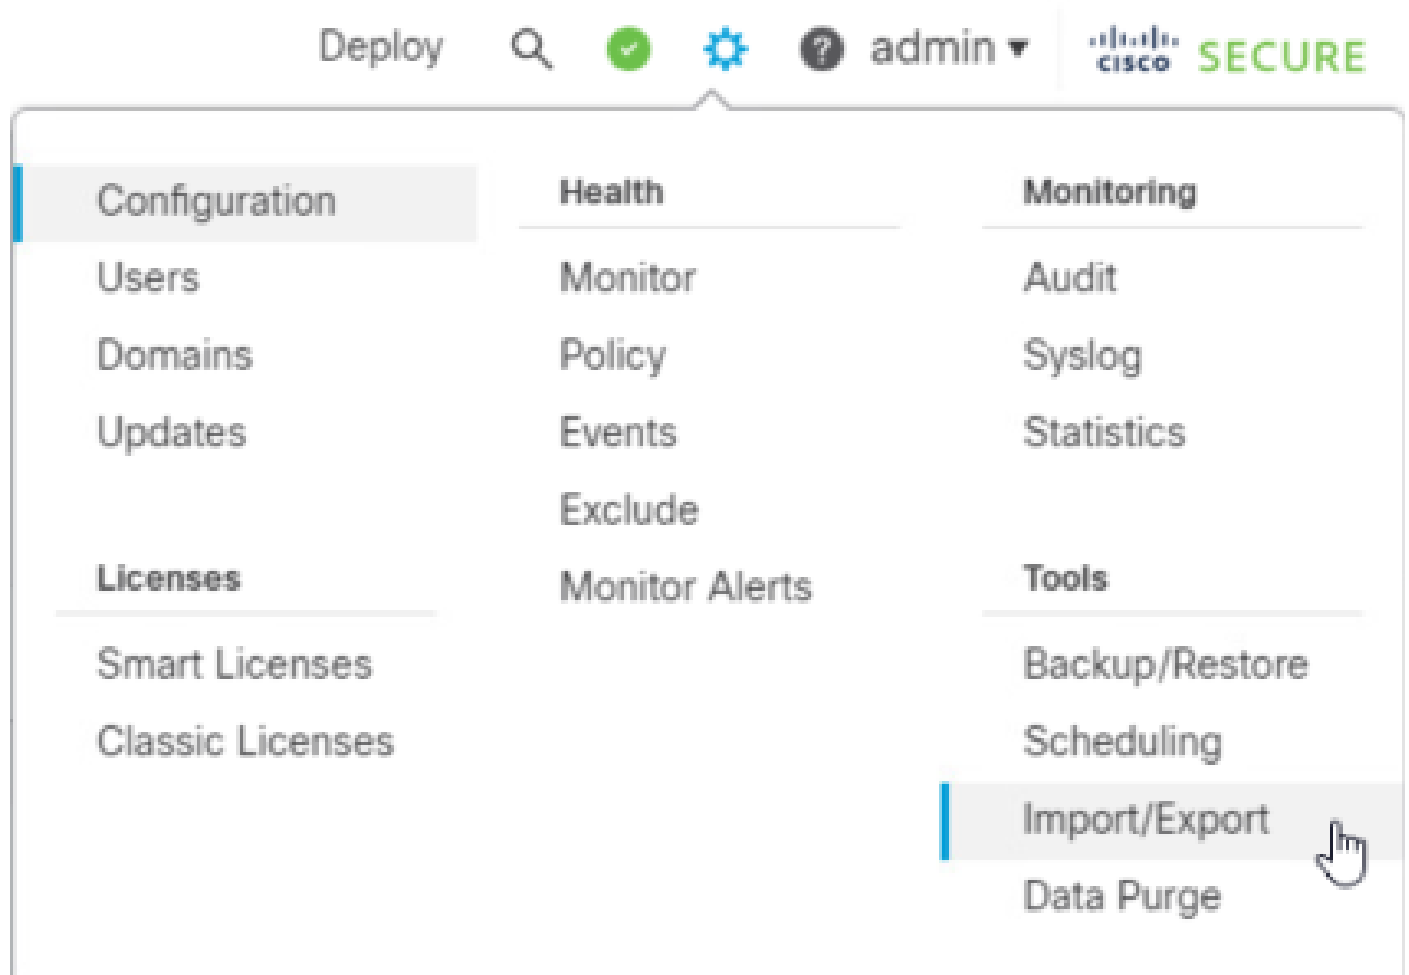 Deploy admin cisco SECURE
Configuration
Users
Domains
Updates
Licenses
Smart Licenses
Classic Licenses
Health
Monitor
Policy
Events
Exclude
Monitor Alerts
Monitoring
Audit
Syslog
Statistics
Tools
Backup/Restore
Scheduling
Import/Export
Data Purge